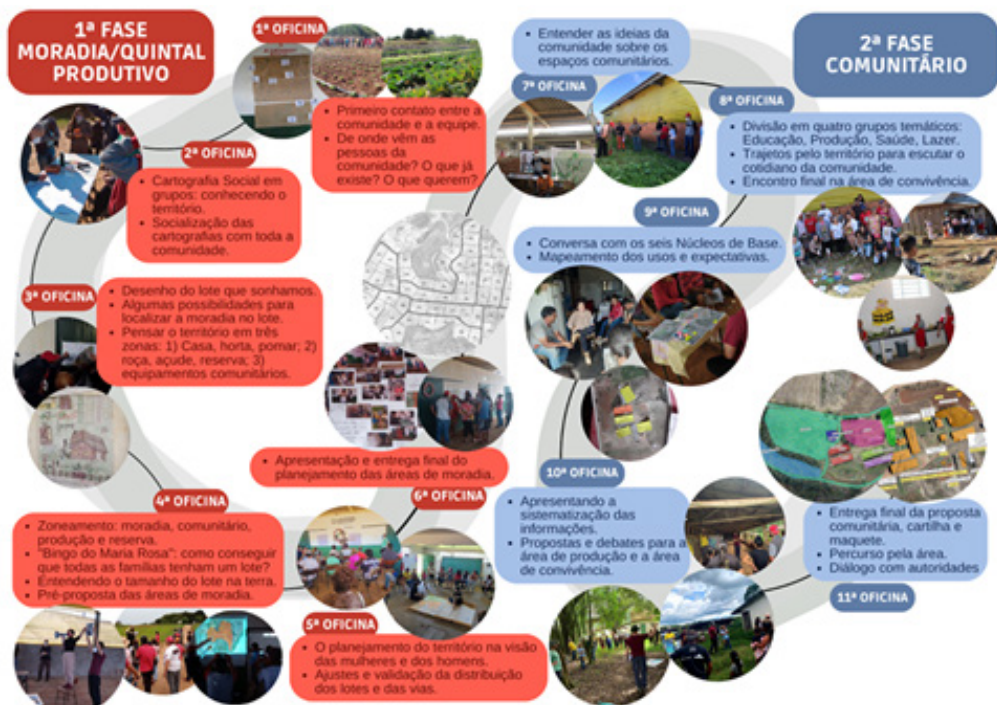 1ª FASE
MORADIA/QUINTAL
PRODUTIVO
1ª OFICINA
Primeiro contato entre a
comunidade e a equipe.
De onde vêm as
pessoas da
comunidade? O que já
existe? O que querem?
2ª OFICINA
Cartografia Social em
grupos: conhecendo o
território.
Socialização das
cartografias com toda a
comunidade.
3ª OFICINA
Desenho do lote que sonhamos.
Algumas possibilidades para
localizar a moradia no lote.
Pensar o território em três
zonas: 1) Casa, horta, pomar; 2)
roça, açude, reserva; 3)
equipamentos comunitários.
4ª OFICINA
Zoneamento: moradia, comunitário,
produção e reserva.
"Bingo do Maria Rosa": como conseguir
que todas as famílias tenham um lote?
Entendendo o tamanho do lote na terra.
Pré-proposta das áreas de moradia.
5ª OFICINA
O planejamento do território na visão
das mulheres e dos homens.
Ajustes e validação da distribuição
dos lotes e das vias.
Apresentação e entrega final do
planejamento das áreas de moradia.
6ª OFICINA
2ª FASE
COMUNITÁRIO
Entender as ideias da
comunidade sobre os
espaços comunitários.
7ª OFICINA
8ª OFICINA
Divisão em quatro grupos temáticos:
Educação, Produção, Saúde, Lazer.
Trajetos pelo território para escutar o
cotidiano da comunidade.
Encontro final na área de convivência.
9ª OFICINA
Conversa com os seis Núcleos de Base.
Mapeamento dos usos e expectativas.
10ª OFICINA
Apresentando a
sistematização das
informações.
Propostas e debates para a
área de produção e a área
de convivência.
Entrega final da proposta
comunitária, cartilha e
maquete.
Percurso pela área.
Diálogo com autoridades
11ª OFICINA